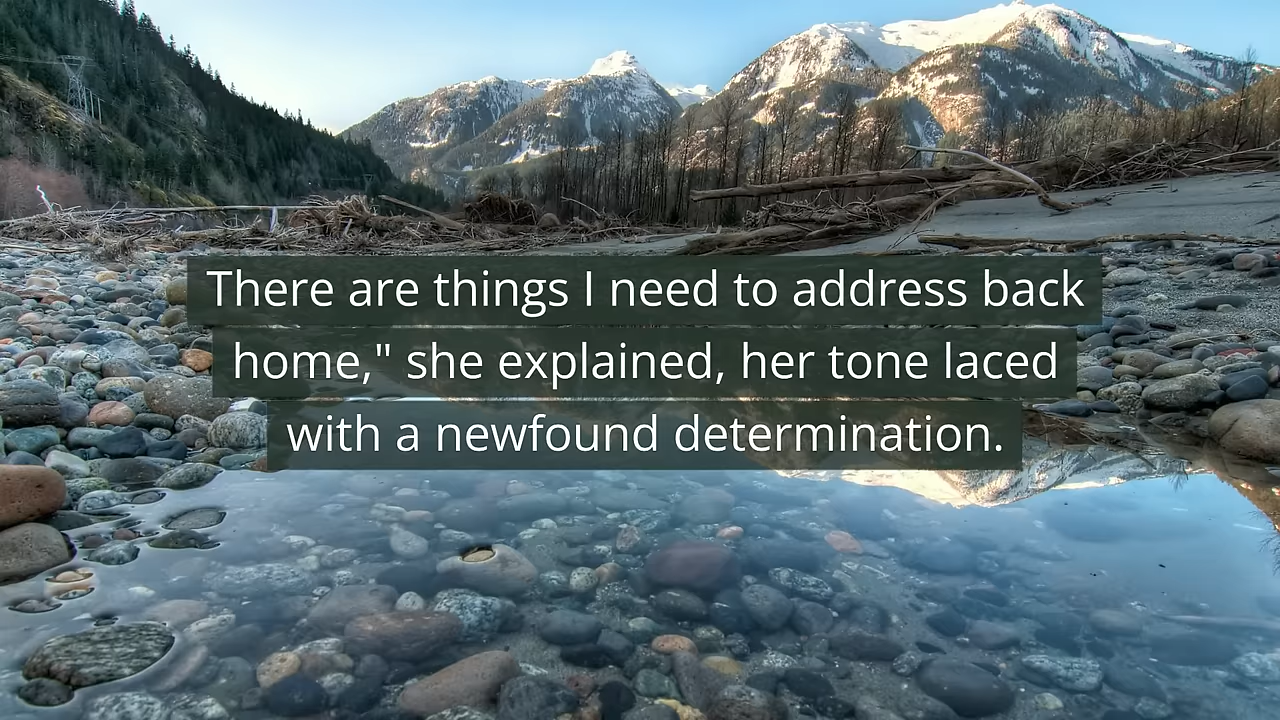 There are things I need to address back
home," she explained, her tone laced
with a newfound determination.